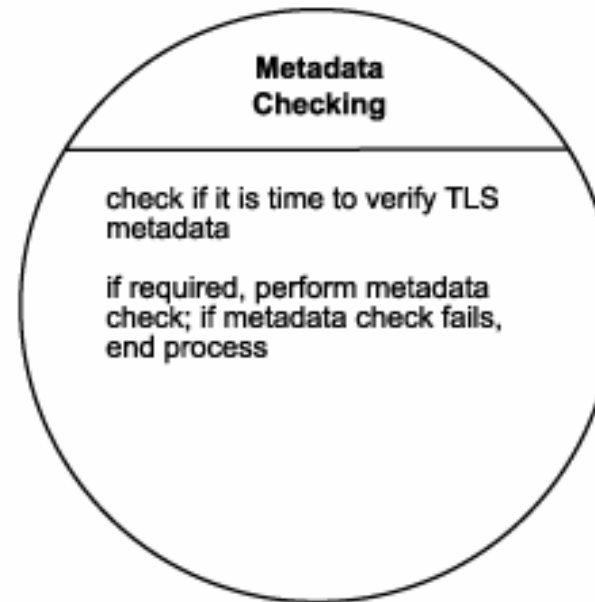 Metadata
Checking
check if it is time to verify TLS
metadata
if required, perform metadata
check; if metadata check fails,
end process